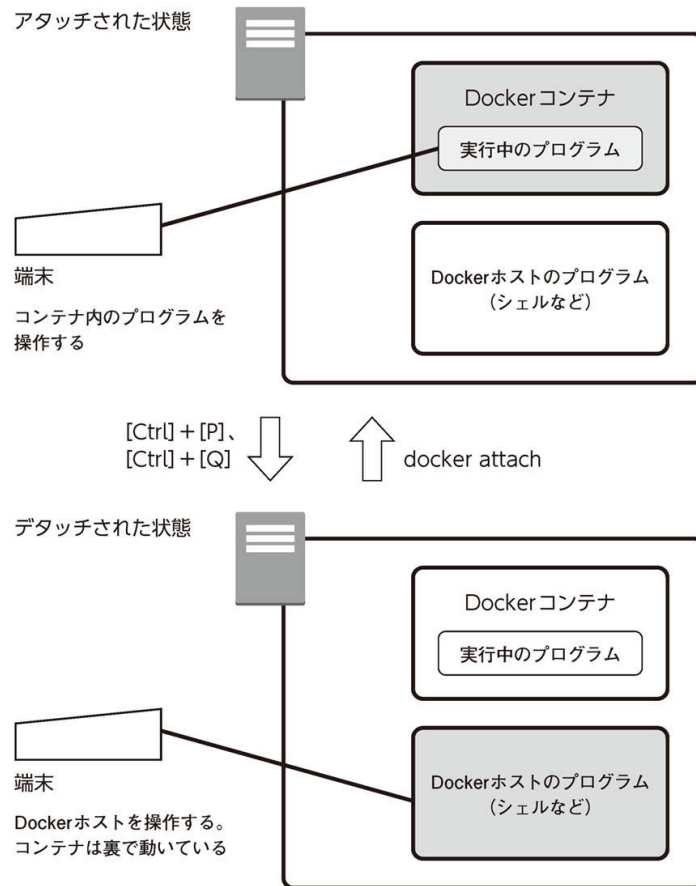 アタッチされた状態
Dockerコンテナ
実行中のプログラム
端末
コンテナ内のプログラムを
操作する
Dockerホストのプログラム
(シェルなど)
[Ctrl]+[P]、
[Ctrl]+[Q]
docker attach
デタッチされた状態
Dockerコンテナ
実行中のプログラム
端末
Dockerホストを操作する。
コンテナは裏で動いている
Dockerホストのプログラム
(シェルなど)